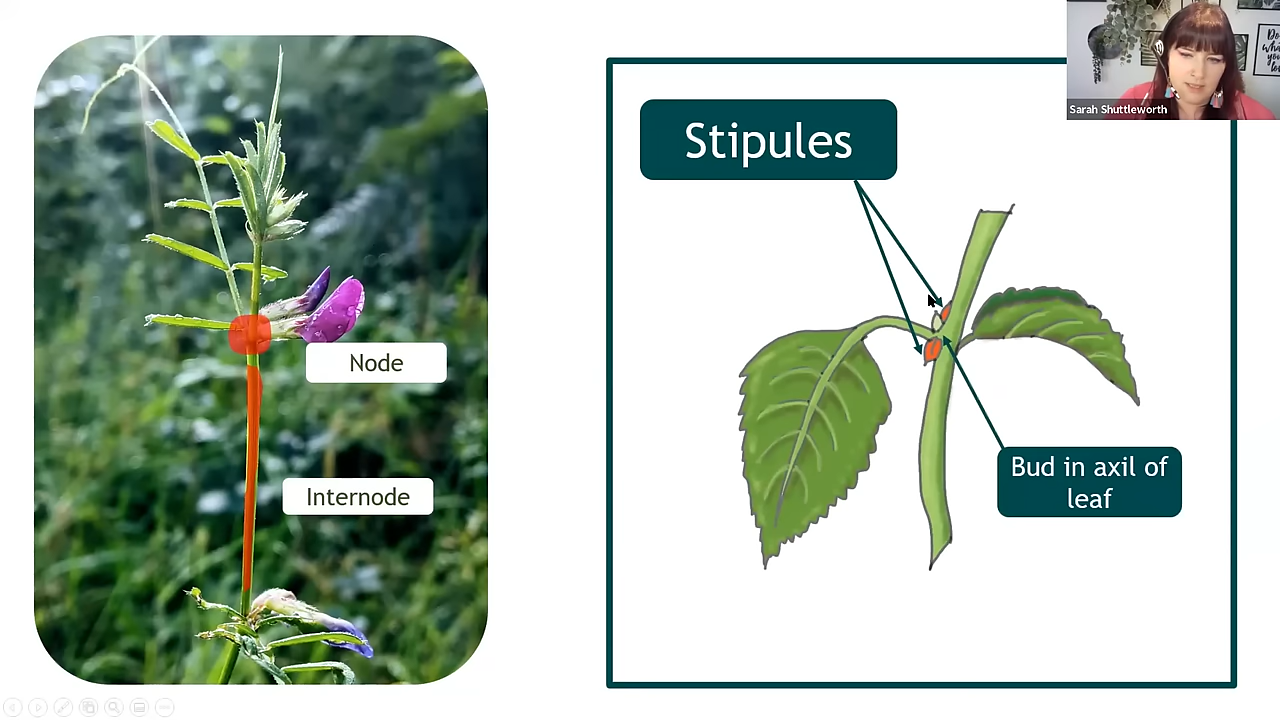 Stipules
Sarah Shuttleworth
Node
Internode
Bud in axil of
leaf